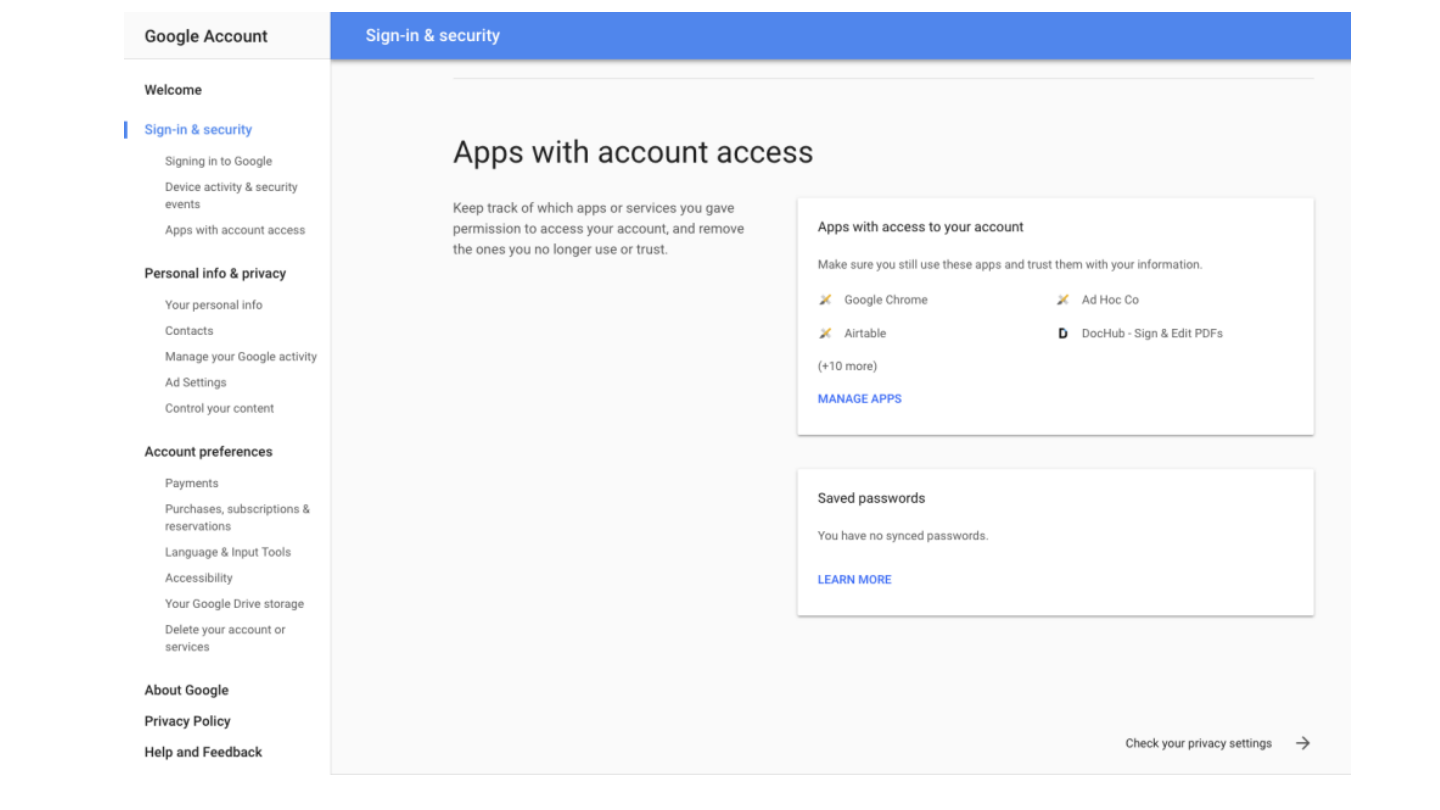 Google Account
Sign-in & security
Welcome
Sign-in & security
Signing in to Google
Device activity & security
events
Apps with account access
Personal info & privacy
Your personal info
Contacts
Manage your Google activity
Ad Settings
Control your content
Account preferences
Payments
Purchases, subscriptions &
reservations
Language & Input Tools
Accessibility
Your Google Drive storage
Delete your account or
services
About Google
Privacy Policy
Help and Feedback
Apps with account access
Keep track of which apps or services you gave
permission to access your account, and remove
the ones you no longer use or trust.
Apps with access to your account
Make sure you still use these apps and trust them with your information.
Google Chrome
Ad Hoc Co
Airtable
D DocHub - Sign & Edit PDFs
(+10 more)
MANAGE APPS
Saved passwords
You have no synced passwords.
LEARN MORE
Check your privacy settings